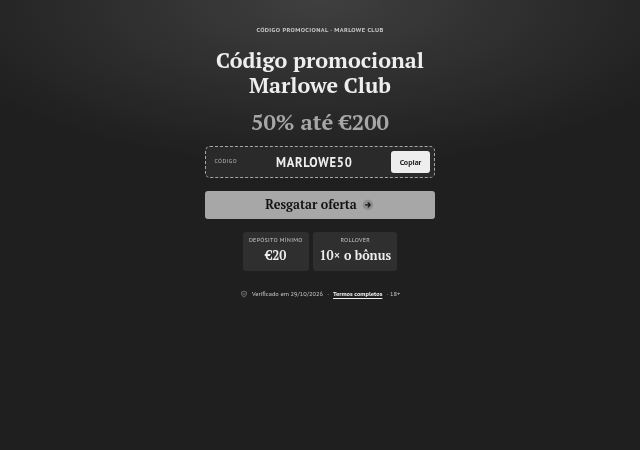 CÓDIGO PROMOCIONAL · MARLOWE CLUB
Código promocional
Marlowe Club
50% até €200
CÓDIGO MARLOWE50 Copiar
Resgatar oferta
DEPÓSITO MÍNIMO ROLLOVER
€20 10× o bônus
Verificado em 29/10/2026 · Termos completos · 18+